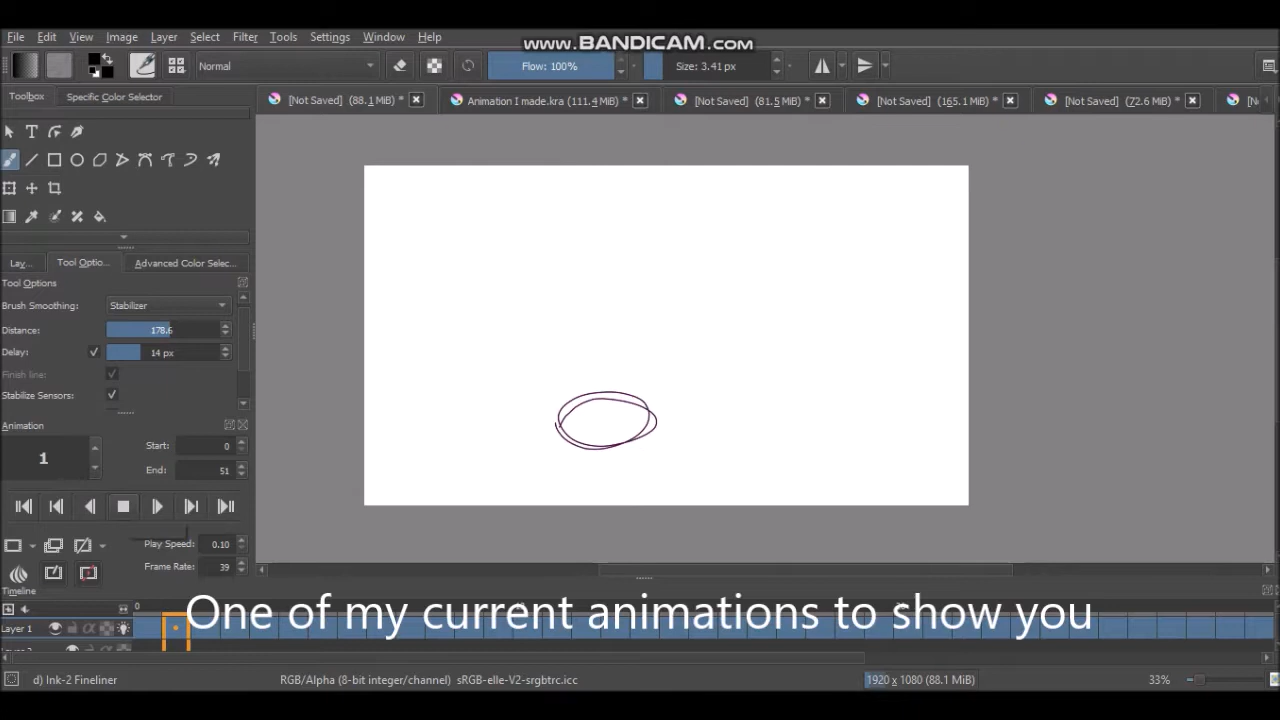 www.BANDICAM.com
File Edit View Image Layer Select Filter Tools Settings Window Help
Normal Flow: 100% Size: 3.41 px
Toolbox Specific Color Selector
[Not Saved] (88.1 MiB) * Animation I made.kra (111.4 MiB) * [Not Saved] (81.5 MiB) * [Not Saved] (165.1 MiB) * [Not Saved] (72.6 MiB) *
Lay... Tool Optio... Advanced Color Selec...
Tool Options
Brush Smoothing: Stabilizer
Distance: 178.6
Delay: 14 px
Finish line:
Stabilize Sensors:
Animation
1 Start: 0
End: 51
Play Speed: 0.10
Frame Rate: 39
Timeline
0
One of my current animations to show you
Layer 1
d) Ink-2 Fineliner RGB/Alpha (8-bit integer/channel) sRGB-elle-V2-srgbtrc.icc 1920 x 1080 (88.1 MiB) 33%